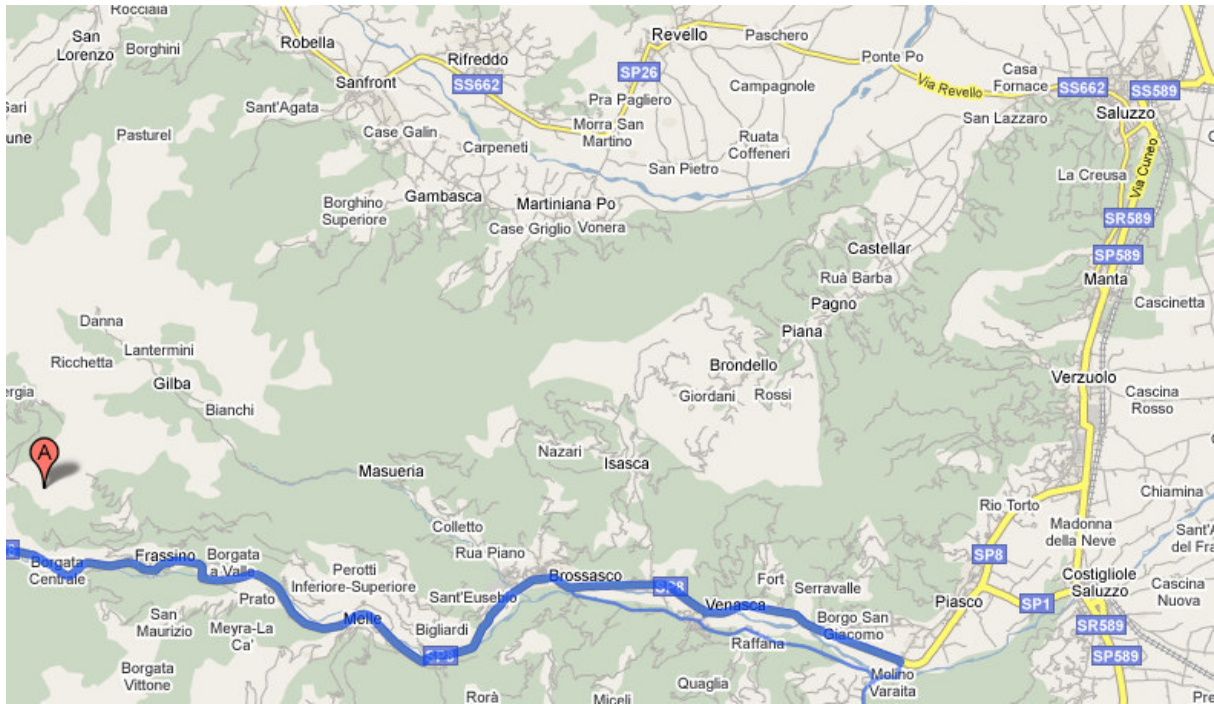 Rocciaia
San
Lorenzo
Borghini
Robella
Rifreddo
Revello
Paschero
Ponte Po
Casa
Fornace
SP26
Sanfront
SS662
Via Revello
SS662
SS589
Sari
Sant'Agata
Pra Pagliero
Campagnole
Saluzzo
San Lazzaro
une
Pasturel
Case Galin
Morra San
Martino
Ruata
Coffeneri
Carpeneti
San Pietro
La Creusa
Via Cuneo
Borghino
Superiore
Gambasca
Martiniana Po
SR589
Case Griglio
Vonera
Castellar
SP589
Ruà Barba
Manta
Pagno
Cascinetta
Danna
Piana
Lantermini
Ricchetta
Gilba
Brondello
Verzuolo
ergia
Bianchi
Giordani
Rossi
Cascina
Rosso
A
Nazari
Isasca
Masueria
Chiamina
Rio Torto
Colletto
Madonna
della Neve
Sant'A
del Fra
Rua Piano
SP8
Borgata
Centrale
Frassino
Borgata
a Valle
Perotti
Inferiore-Superiore
Brossasco
SP8
Fort
Serravalle
Costigliole
Saluzzo
Cascina
Nuova
Prato
Sant'Eusebio
Venasca
Piasco
SP1
San
Maurizio
Meyra-La
Ca'
Melle
Bigliardi
Borgo San
Giacomo
SR589
Raffana
SP8
SP589
Borgata
Vittone
Molino
Varaita
Quaglia
Rorà
Miceli
Pre